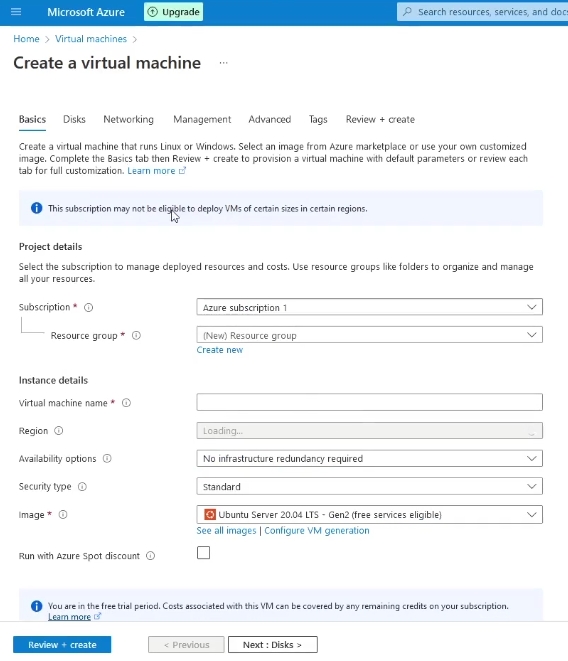 Microsoft Azure
Upgrade
Search resources, services, and docs
Home > Virtual machines >
Create a virtual machine ...
Basics Disks Networking Management Advanced Tags Review + create
Create a virtual machine that runs Linux or Windows. Select an image from Azure marketplace or use your own customized
image. Complete the Basics tab then Review + create to provision a virtual machine with default parameters or review each
tab for full customization. Learn more
This subscription may not be eligible to deploy VMs of certain sizes in certain regions.
Project details
Select the subscription to manage deployed resources and costs. Use resource groups like folders to organize and manage
all your resources.
Subscription * Azure subscription 1
Resource group * (New) Resource group
Create new
Instance details
Virtual machine name *
Region Loading...
Availability options No infrastructure redundancy required
Security type Standard
Image * Ubuntu Server 20.04 LTS - Gen2 (free services eligible)
See all images | Configure VM generation
Run with Azure Spot discount
You are in the free trial period. Costs associated with this VM can be covered by any remaining credits on your subscription.
Learn more
Review + create < Previous Next : Disks >